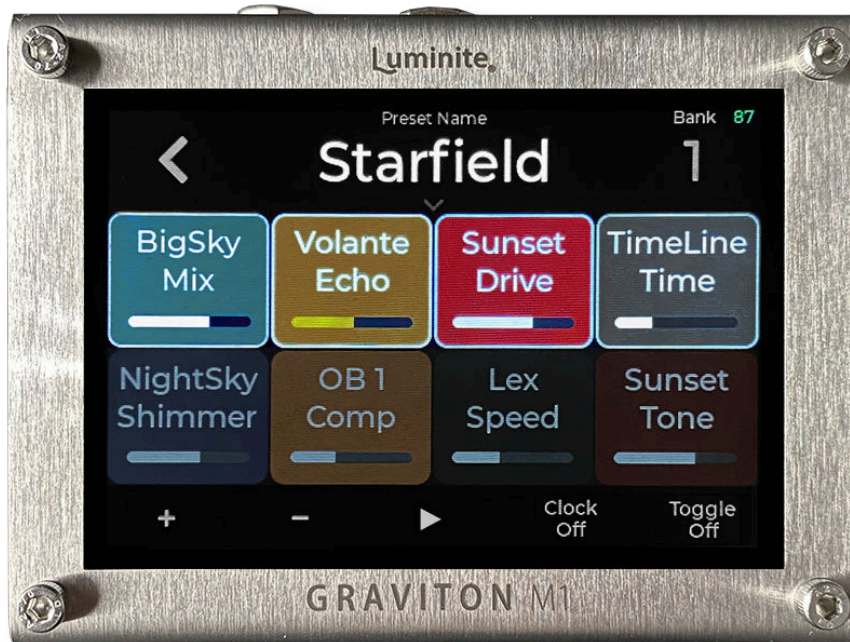 Luminite®
Preset Name
Bank 87
Starfield
1
BigSky
Mix
Volante
Echo
Sunset
Drive
TimeLine
Time
NightSky
Shimmer
OB 1
Comp
Lex
Speed
Sunset
Tone
+
−
Clock
Off
Toggle
Off
GRAVITON M1